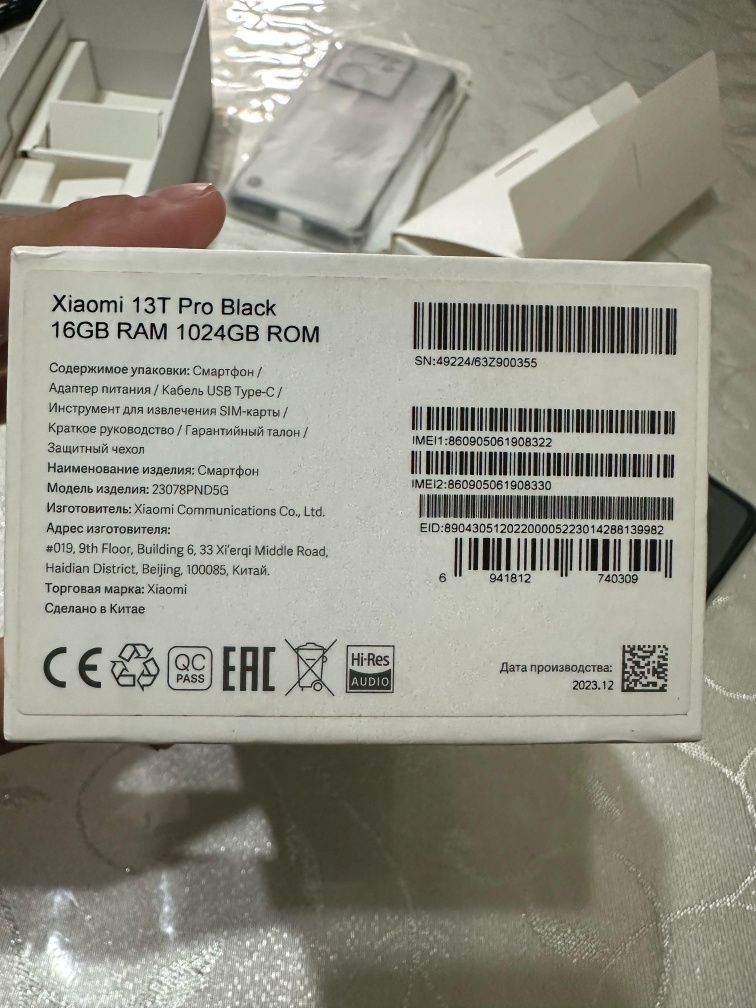 Xiaomi 13T Pro Black
16GB RAM 1024GB ROM
Содержимое упаковки: Смартфон /
Адаптер питания / Кабель USB Type-C /
Инструмент для извлечения SIM-карты /
Краткое руководство / Гарантийный талон /
Защитный чехол
Наименование изделия: Смартфон
Модель изделия: 23078PND5G
Изготовитель: Xiaomi Communications Co., Ltd.
Адрес изготовителя:
#019, 9th Floor, Building 6, 33 Xi'erqi Middle Road,
Haidian District, Beijing, 100085, Китай.
Торговая марка: Xiaomi
Сделано в Китае
SN:49224/63Z900355
IMEI1:860905061908322
IMEI2:860905061908330
EID:89043051202200005223014288139982
6 941812 740309
CE
QC
PASS
EAC
Hi-Res
AUDIO
Дата производства:
2023.12